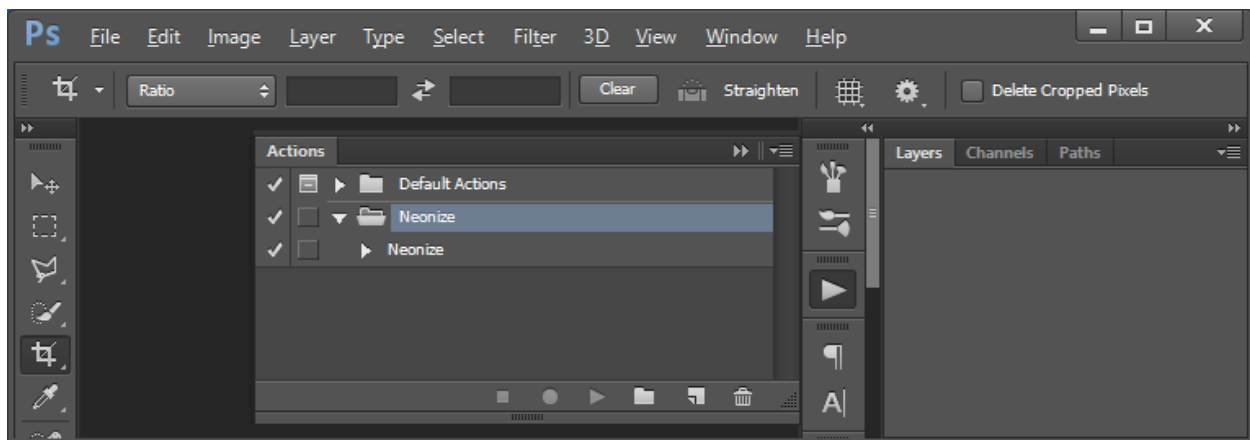 Ps File Edit Image Layer Type Select Filter 3D View Window Help
Ratio Clear Straighten Delete Cropped Pixels
Actions
Default Actions
Neonize
Neonize
Layers Channels Paths
A